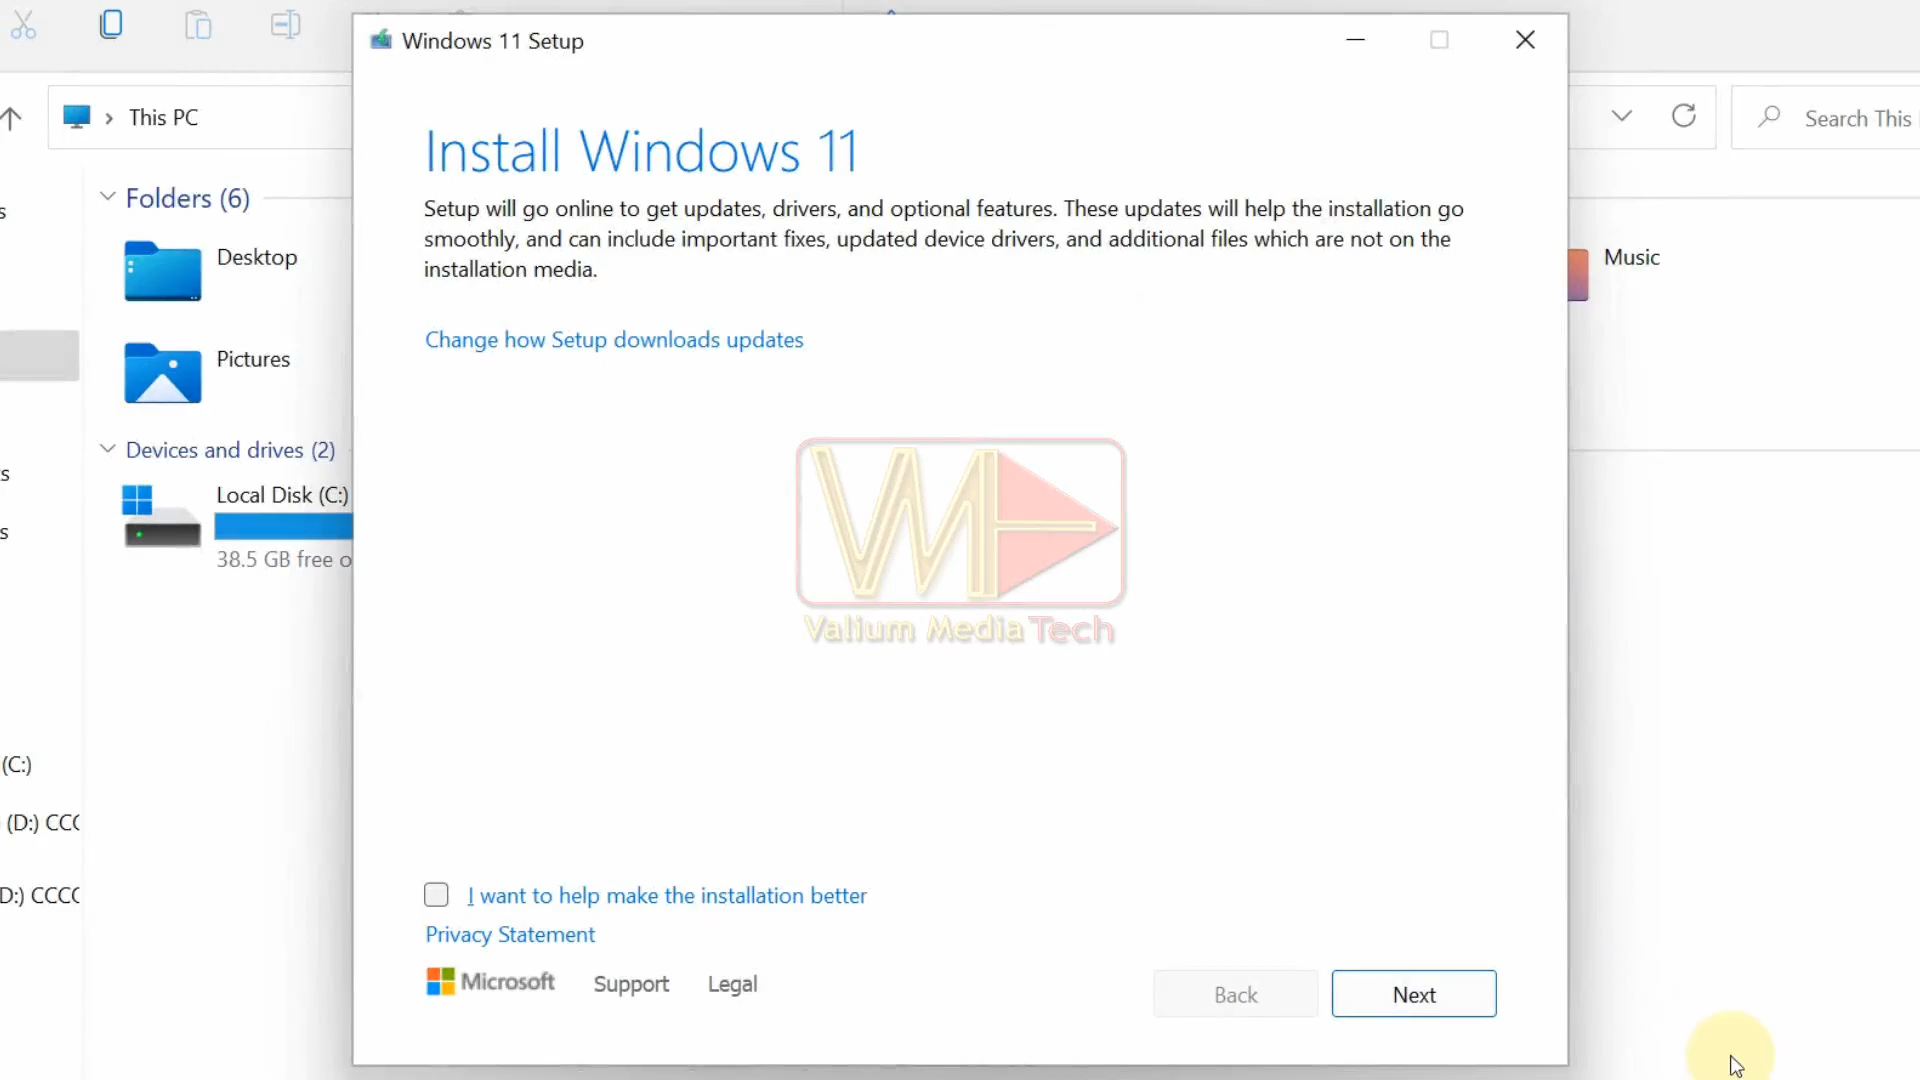 Windows 11 Setup
This PC
Search This
Install Windows 11
Setup will go online to get updates, drivers, and optional features. These updates will help the installation go
smoothly, and can include important fixes, updated device drivers, and additional files which are not on the
installation media.
Change how Setup downloads updates
Folders (6)
Desktop
Music
Pictures
Devices and drives (2)
Local Disk (C:)
38.5 GB free
Valium Media Tech
(C:)
(D:) CCC
D:) CCCC
I want to help make the installation better
Privacy Statement
Microsoft
Support
Legal
Back
Next